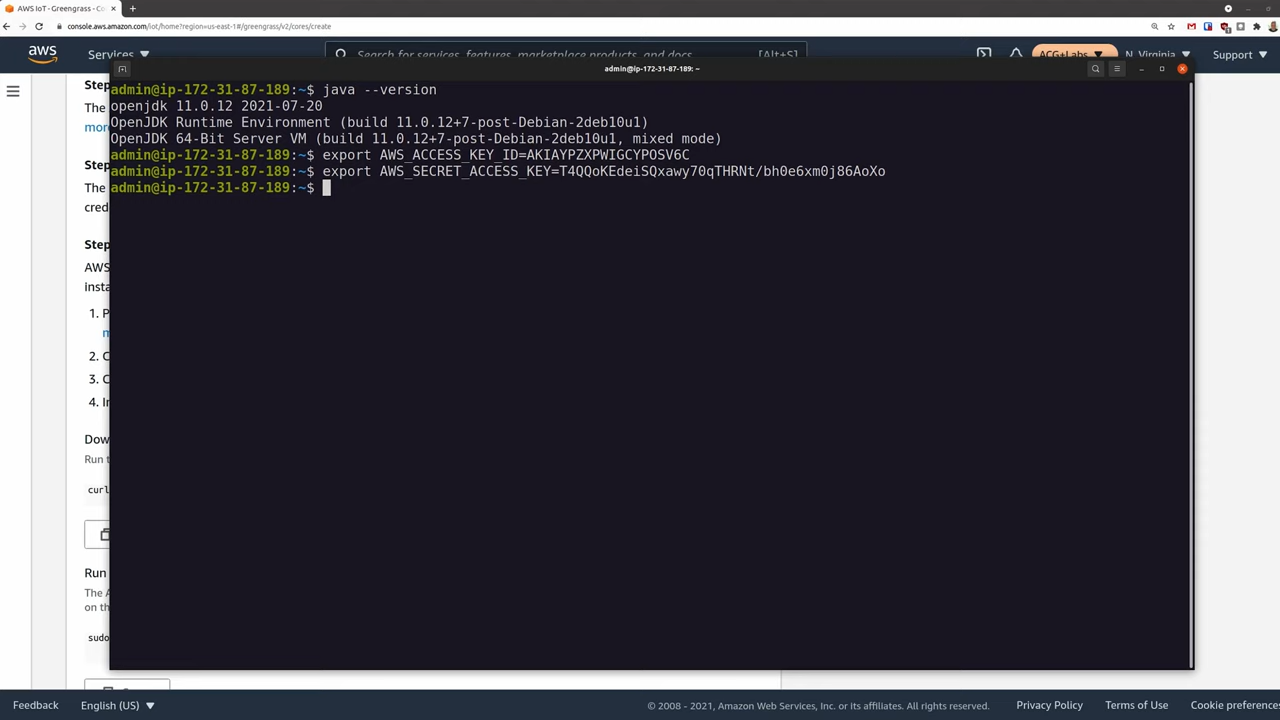 AWS IoT - Greengrass - Gree
console.aws.amazon.com/iot/home?region=us-east-1#/greengrass/v2/cores/create
aws
Services
Search for services, features, marketplace products, and docs
[Alt+S]
ACG+Labs
N. Virginia
Support
admin@ip-172-31-87-189: ~
admin@ip-172-31-87-189:~$ java --version
openjdk 11.0.12 2021-07-20
OpenJDK Runtime Environment (build 11.0.12+7-post-Debian-2deb10u1)
OpenJDK 64-Bit Server VM (build 11.0.12+7-post-Debian-2deb10u1, mixed mode)
admin@ip-172-31-87-189:~$ export AWS_ACCESS_KEY_ID=AKIAYPZXPWIGCYPOSV6C
admin@ip-172-31-87-189:~$ export AWS_SECRET_ACCESS_KEY=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
admin@ip-172-31-87-189:~$
Step
The
more
Step
The
cred
Step
AWS
insta
1. P
m
2. C
3. C
4. In
Dow
Run t
curl
Run
The A
on th
sudo
Feedback
English (US)
© 2008 - 2021, Amazon Web Services, Inc. or its affiliates. All rights reserved.
Privacy Policy
Terms of Use
Cookie preference